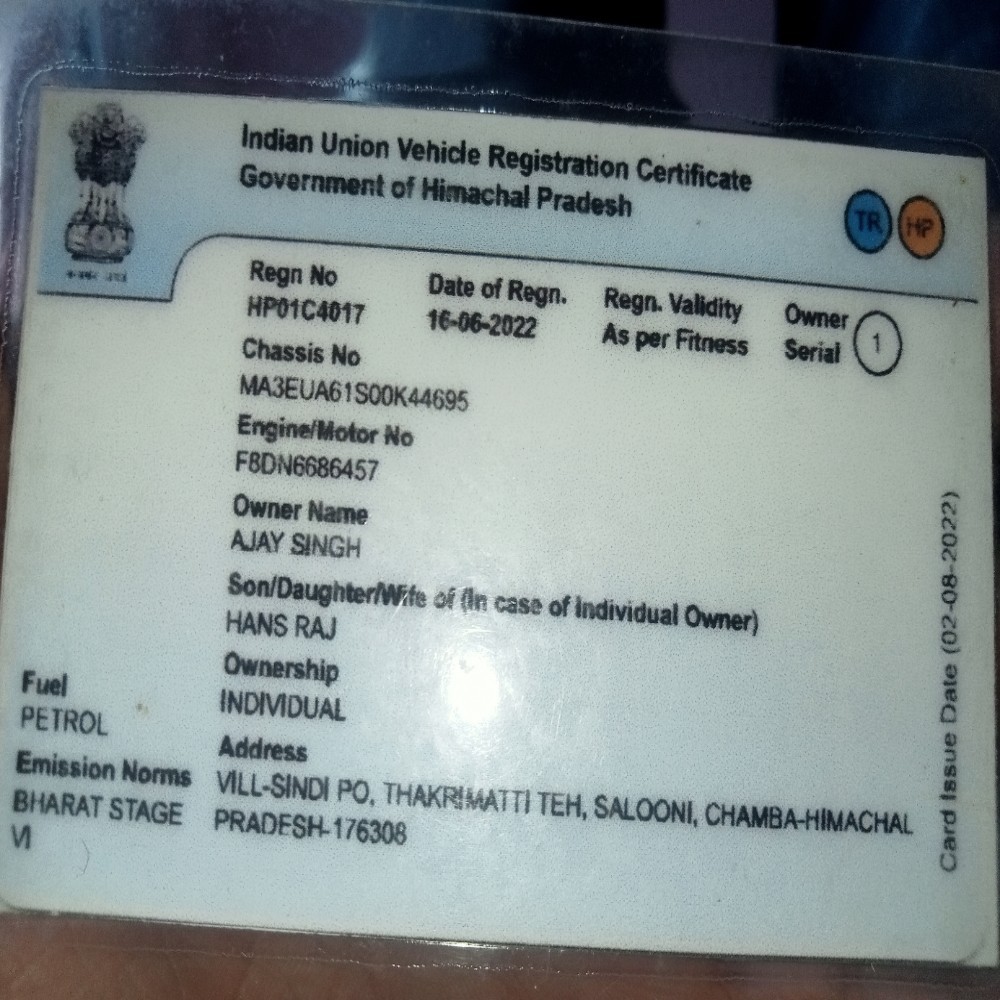 Indian Union Vehicle Registration Certificate
Government of Himachal Pradesh
TR HP
Regn No Date of Regn. Regn. Validity Owner Serial 1
HP01C4017 16-06-2022 As per Fitness
Chassis No
MA3EUA61S00K44695
Engine/Motor No
F8DN6686457
Owner Name
AJAY SINGH
Son/Daughter/Wife of (In case of Individual Owner)
HANS RAJ
Ownership
INDIVIDUAL
Fuel
PETROL
Emission Norms
BHARAT STAGE
VI
Address
VILL-SINDI PO, THAKRIMATTI TEH, SALOONI, CHAMBA-HIMACHAL
PRADESH-176308
Card Issue Date (02-08-2022)